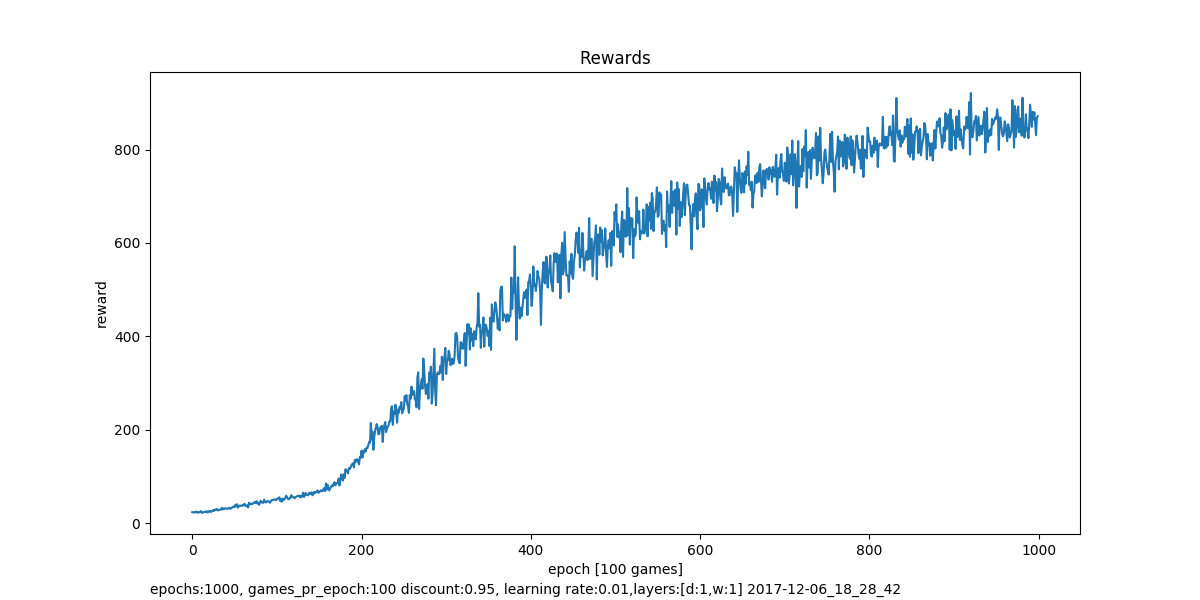 Rewards
800
600
400
200
0
reward
0 200 400 600 800 1000
epoch [100 games]
epochs:1000, games_pr_epoch:100 discount:0.95, learning rate:0.01,layers:[d:1,w:1] 2017-12-06_18_28_42